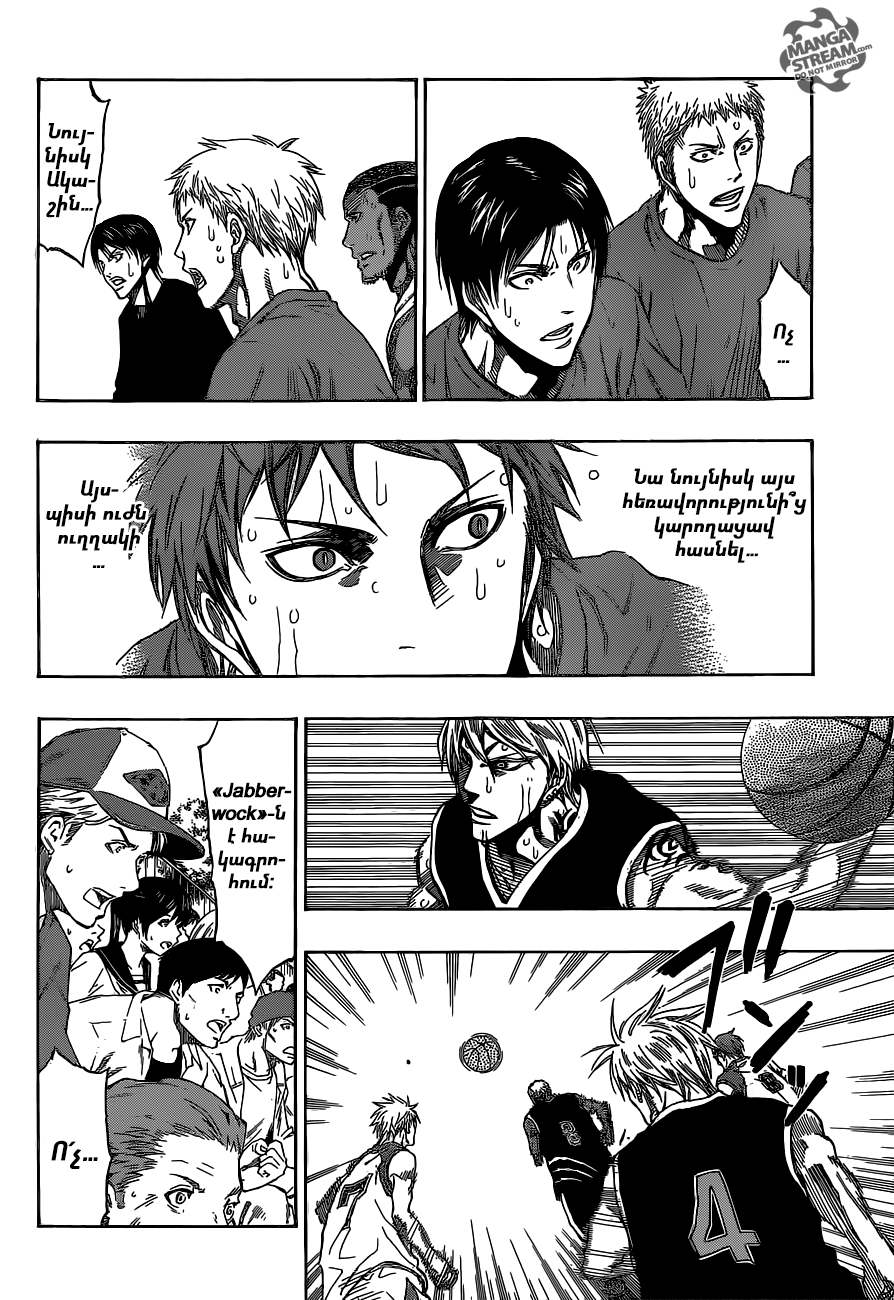 MANGA
STREAM.com
DO NOT MIRROR
Ոչ
...
Նույ-
նիսկ
Ակա-
շին...
Նա նույնիսկ այս
հեռավորությունի՞ց
կարողացավ
հասնել...
Այս-
պիսի ուժն
ուղղակի
...
«Jabber-
wock»-ն
է հա-
կագրո-
հում:
Ո՛չ...
4